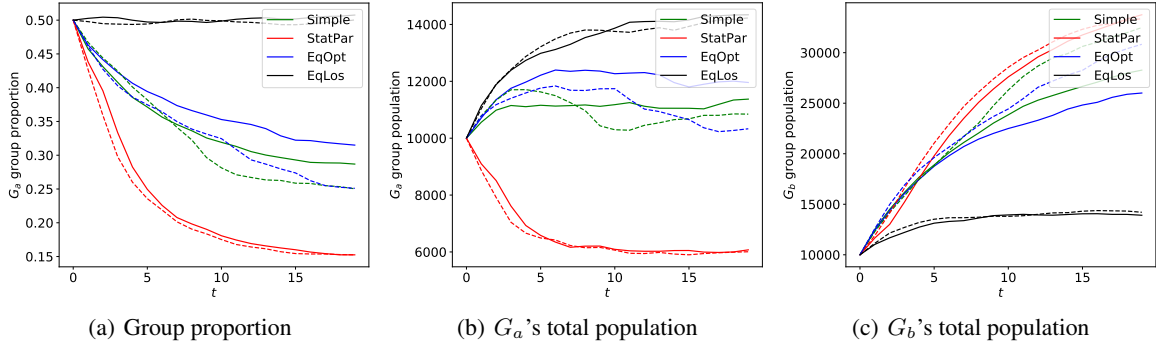 0.50
0.45
0.40
0.35
0.30
0.25
0.20
0.15
G_a group proportion
0 5 10 15
t
Simple
StatPar
EqOpt
EqLos
(a) Group proportion
14000
12000
10000
8000
6000
G_a group population
0 5 10 15
t
Simple
StatPar
EqOpt
EqLos
(b) G_a's total population
30000
25000
20000
15000
10000
G_b group population
0 5 10 15
t
Simple
StatPar
EqOpt
EqLos
(c) G_b's total population